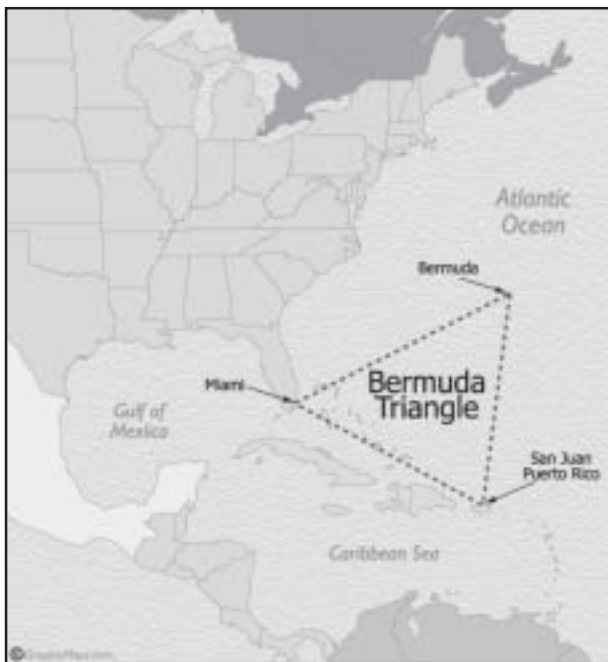 Atlantic
Ocean
Bermuda
Bermuda
Triangle
Miami
Gulf of
Mexico
San Juan
Puerto Rico
Caribbean Sea